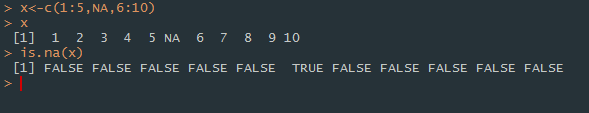 > x<-c(1:5,NA,6:10)
> x
 [1]  1  2  3  4  5 NA  6  7  8  9 10
> is.na(x)
 [1] FALSE FALSE FALSE FALSE FALSE  TRUE FALSE FALSE FALSE FALSE FALSE
>